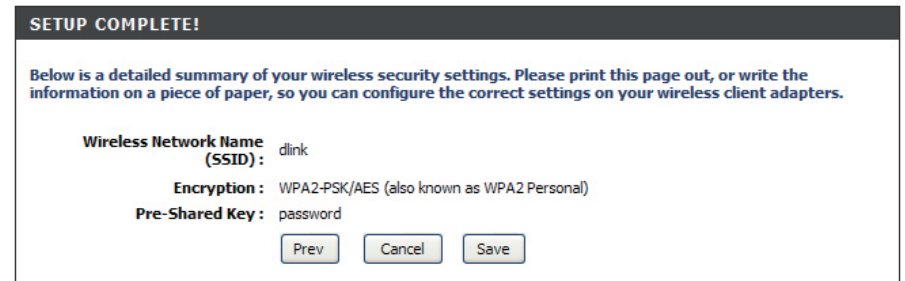 SETUP COMPLETE!
Below is a detailed summary of your wireless security settings. Please print this page out, or write the
information on a piece of paper, so you can configure the correct settings on your wireless client adapters.
Wireless Network Name
(SSID) : dlink
Encryption : WPA2-PSK/AES (also known as WPA2 Personal)
Pre-Shared Key : password
Prev Cancel Save